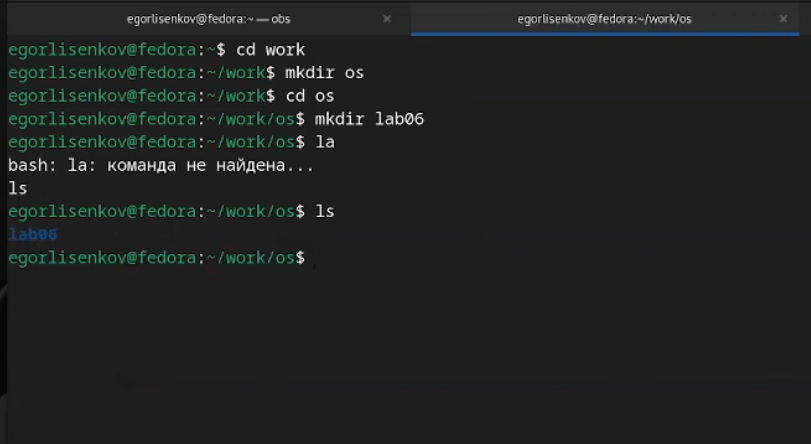 egorlisenkov@fedora:~ — obs
egorlisenkov@fedora:~/work/os
egorlisenkov@fedora:~$ cd work
egorlisenkov@fedora:~/work$ mkdir os
egorlisenkov@fedora:~/work$ cd os
egorlisenkov@fedora:~/work/os$ mkdir lab06
egorlisenkov@fedora:~/work/os$ la
bash: la: команда не найдена...
ls
egorlisenkov@fedora:~/work/os$ ls
lab06
egorlisenkov@fedora:~/work/os$